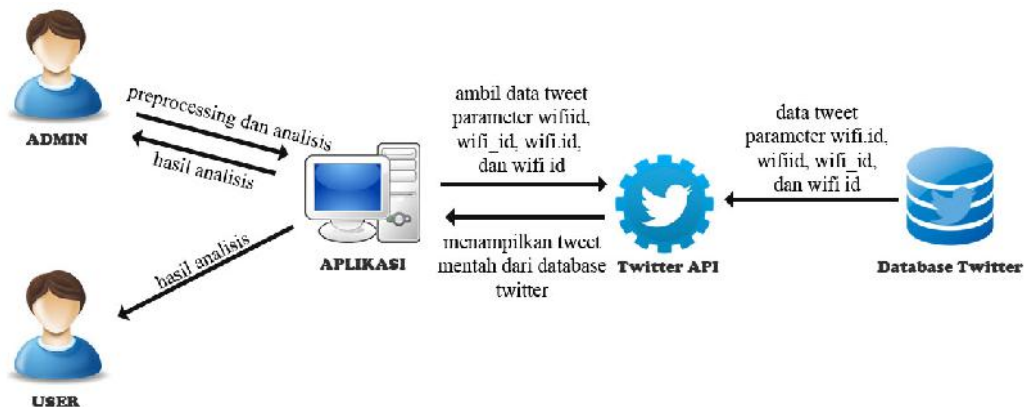 ADMIN
preprocessing dan analisis
hasil analisis
hasil analisis
USER
APLIKASI
ambil data tweet
parameter wifiid,
wifi_id, wifi.id,
dan wifi id
menampilkan tweet
mentah dari database
twitter
Twitter API
data tweet
parameter wifi.id,
wifiid, wifi_id,
dan wifi id
Database Twitter